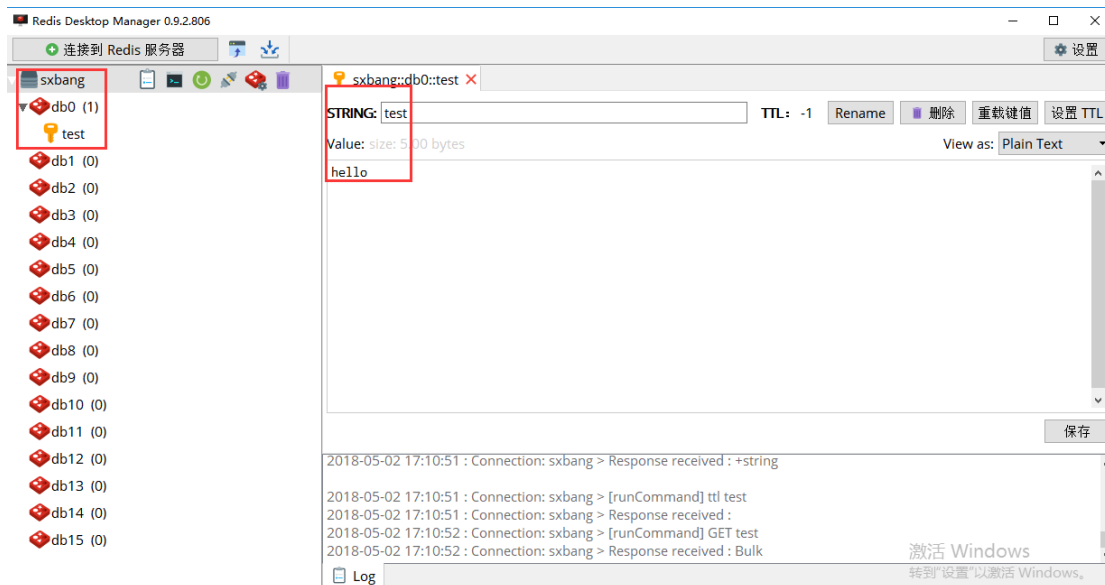 Redis Desktop Manager 0.9.2.806
连接到 Redis 服务器
设置
sxbang
db0 (1)
test
db1 (0)
db2 (0)
db3 (0)
db4 (0)
db5 (0)
db6 (0)
db7 (0)
db8 (0)
db9 (0)
db10 (0)
db11 (0)
db12 (0)
db13 (0)
db14 (0)
db15 (0)
sxbang::db0::test
STRING: test TTL： -1 Rename 删除 重载键值 设置 TTL
Value: size: 5.00 bytes View as: Plain Text
hello
保存
2018-05-02 17:10:51 : Connection: sxbang > Response received : +string
2018-05-02 17:10:51 : Connection: sxbang > [runCommand] ttl test
2018-05-02 17:10:51 : Connection: sxbang > Response received :
2018-05-02 17:10:52 : Connection: sxbang > [runCommand] GET test
2018-05-02 17:10:52 : Connection: sxbang > Response received : Bulk
Log
激活 Windows
转到"设置"以激活 Windows。